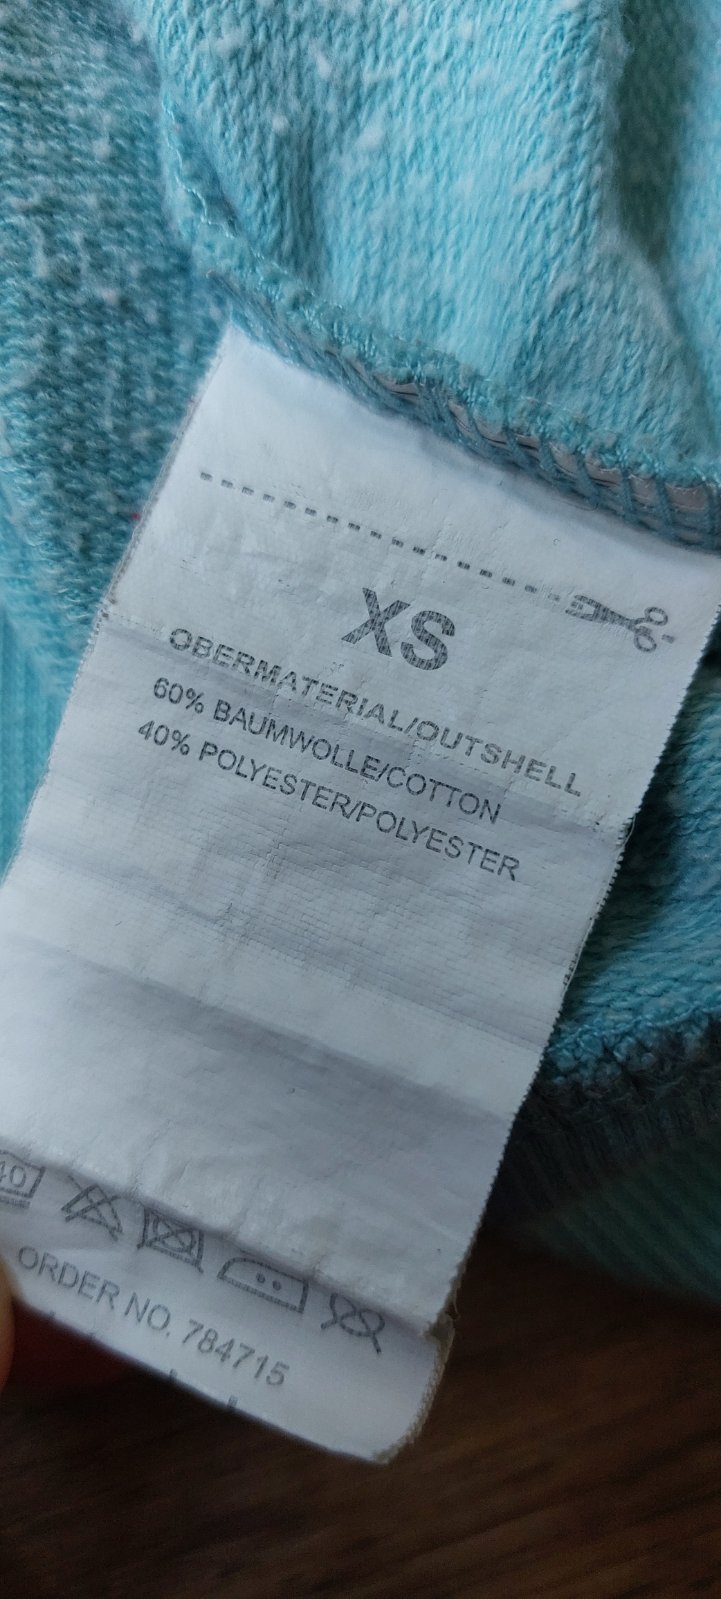 XS
OBERMATERIAL/OUTSHELL
60% BAUMWOLLE/COTTON
40% POLYESTER/POLYESTER
40
ORDER NO. 784715